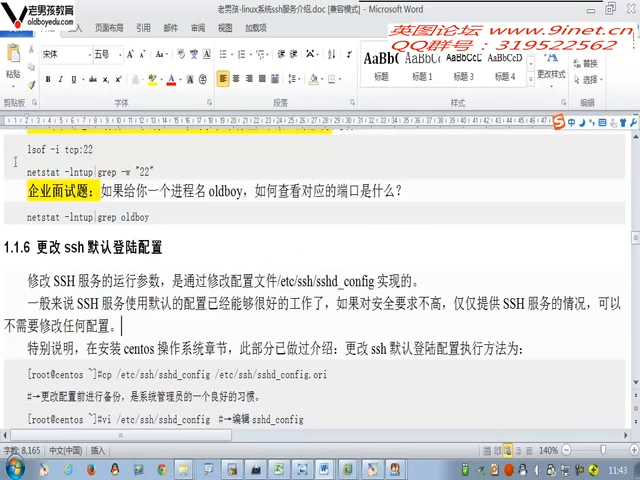 老男孩教育
oldboyedu.com
老男孩-linux系统ssh服务介绍.doc [兼容模式] - Microsoft Word
英图论坛 www.9inet.cn
QQ群号：319522562
页面布局 引用 邮件 审阅 视图 加载项
粘贴
宋体 五号
AaBb( AaBbC AaBbCcD AaBbCcD
标题 标题 1 标题 2 标题 3 更改样式
替换
选择
剪贴板 字体 段落 样式 编辑
lsof -i tcp:22
netstat -lntup|grep -w "22"
企业面试题：如果给你一个进程名 oldboy，如何查看对应的端口是什么？
netstat -lntup|grep oldboy
1.1.6 更改 ssh 默认登陆配置
修改 SSH 服务的运行参数，是通过修改配置文件/etc/ssh/sshd_config 实现的。
一般来说 SSH 服务使用默认的配置已经能够很好的工作了，如果对安全要求不高，仅仅提供 SSH 服务的情况，可以
不需要修改任何配置。
特别说明，在安装 centos 操作系统章节，此部分已做过介绍：更改 ssh 默认登陆配置执行方法为：
[root@centos ~]#cp /etc/ssh/sshd_config /etc/ssh/sshd_config.ori
#→更改配置前进行备份，是系统管理员的一个良好的习惯。
[root@centos ~]#vi /etc/ssh/sshd_config #→编辑 sshd_config
字数: 8,165 中文(中国) 插入 140%
11:43